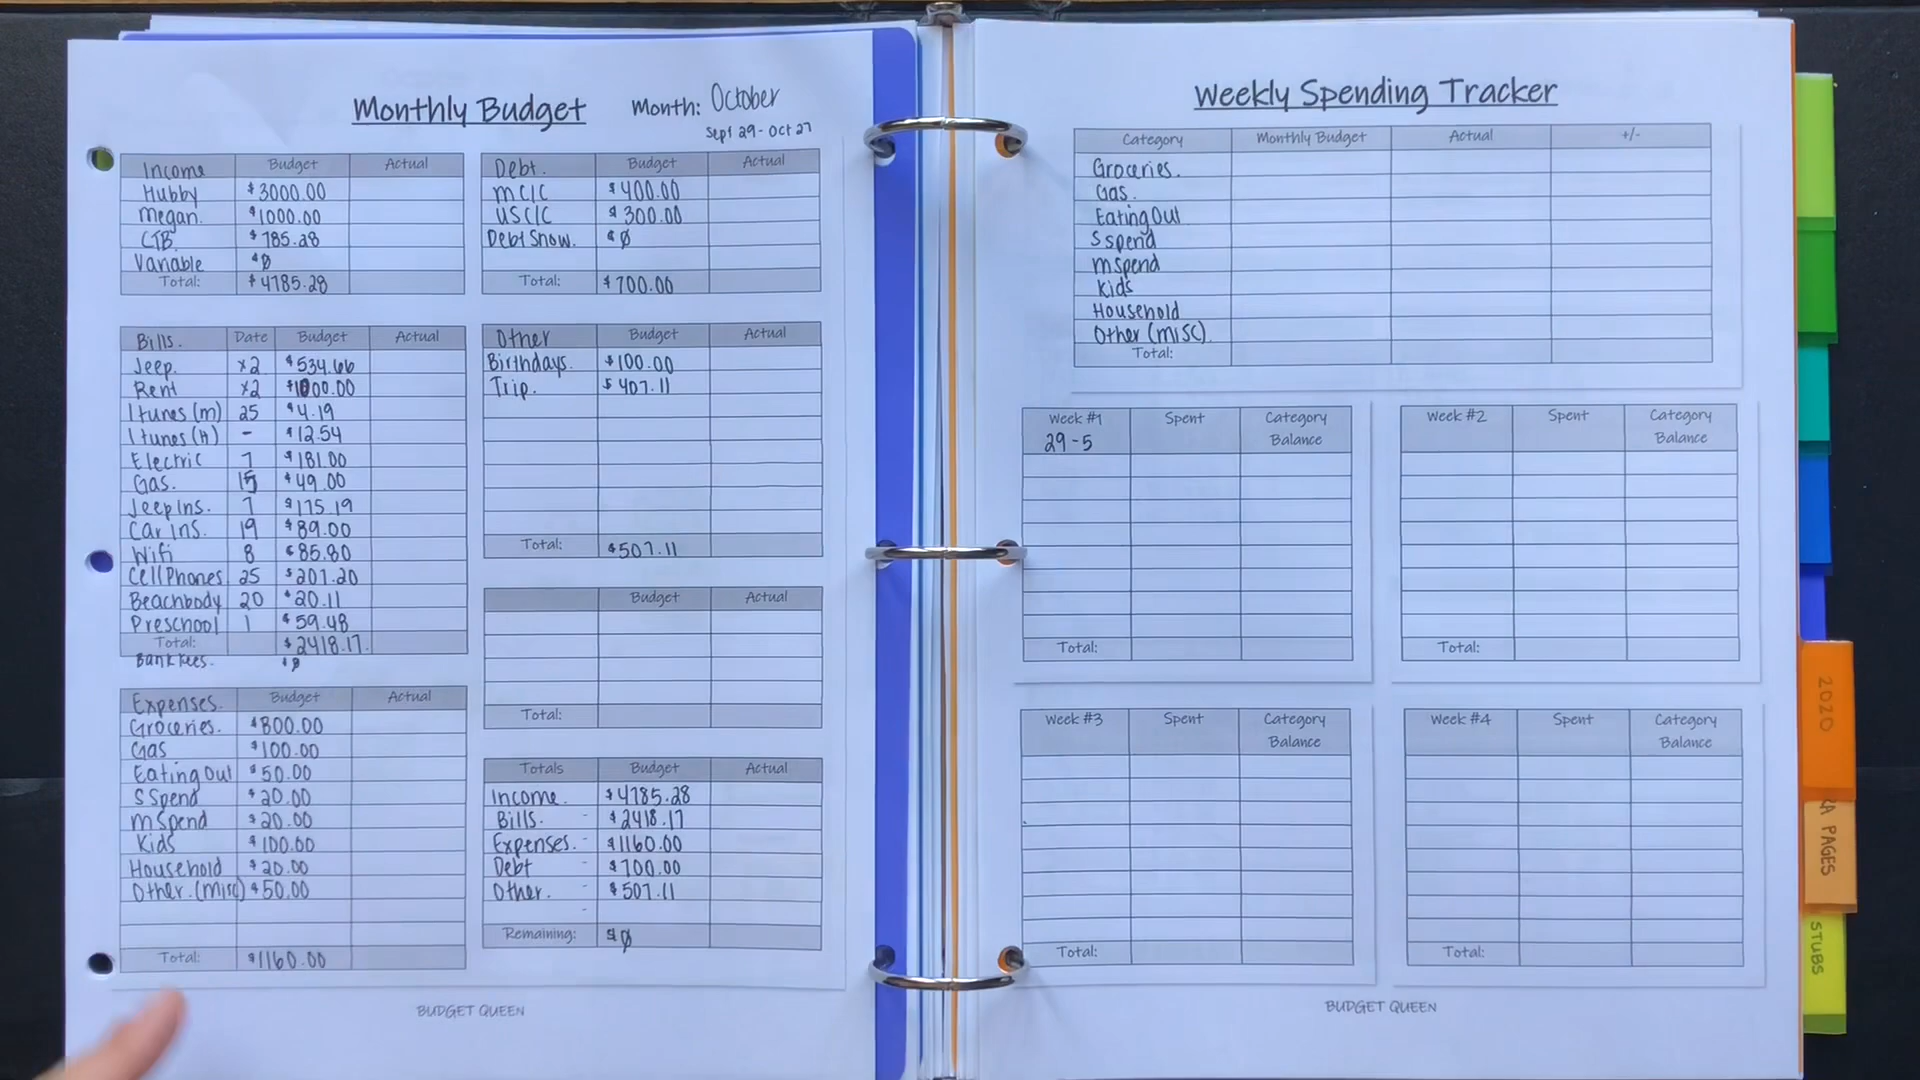 Monthly Budget Month: October
Sept 29 - Oct 27
Income Budget Actual
Hubby $3000.00
Megan. $1000.00
CTB $785.28
Variable $0
Total: $4785.28
Debt. Budget Actual
MC/C $400.00
USC/C $300.00
Debt Snow. $0
Total: $700.00
Bills. Date Budget Actual
Jeep. x2 $534.66
Rent x2 $1000.00
Itunes (m) 25 $4.19
Itunes (H) - $12.54
Electric 7 $181.00
Gas. 15 $49.00
Jeep Ins. 7 $175.19
Car Ins. 19 $89.00
Wifi 8 $85.80
Cell Phones 25 $207.20
Beachbody 20 $20.11
Preschool 1 $59.48
Total: $2418.17
Bank Fees. $0
Other Budget Actual
Birthdays. $100.00
Trip. $407.11
Total: $507.11
Budget Actual
Total:
Expenses. Budget Actual
Groceries. $800.00
Gas $100.00
Eating Out $50.00
S Spend $20.00
m Spend $20.00
Kids $100.00
Household $20.00
Other. (misc) $50.00
Total: $1160.00
Totals Budget Actual
Income. $4785.28
Bills. - $2418.17
Expenses. - $1160.00
Debt - $700.00
Other. - $507.11
-
Remaining: $0
BUDGET QUEEN
Weekly Spending Tracker
Category Monthly Budget Actual +/-
Groceries.
Gas.
Eating Out
S spend
m spend
Kids
Household
Other (misc).
Total:
Week #1 Spent Category Balance
29-5
Total:
Week #2 Spent Category Balance
Total:
Week #3 Spent Category Balance
Total:
Week #4 Spent Category Balance
Total:
BUDGET QUEEN
2020
PAGES
STUBS